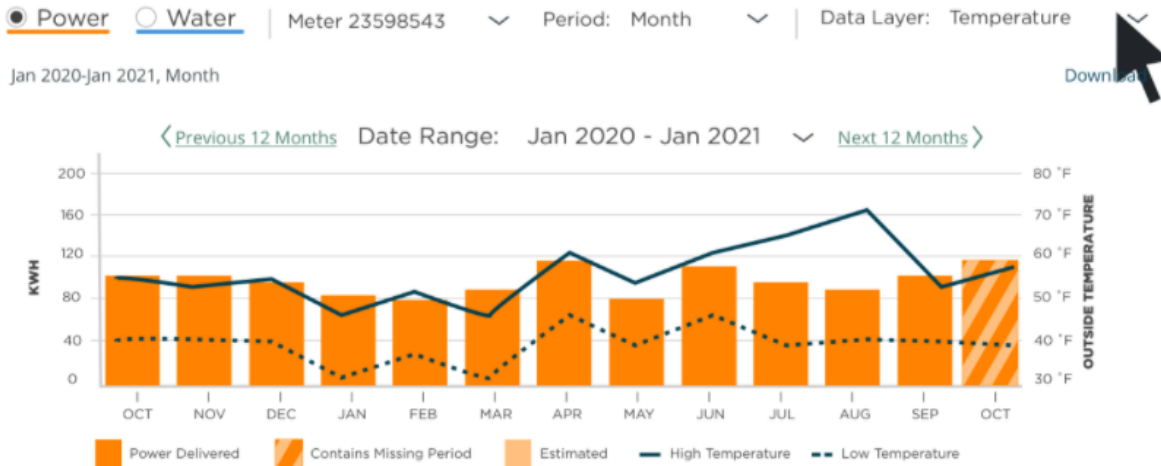 Power Water Meter 23598543 Period: Month Data Layer: Temperature
Jan 2020-Jan 2021, Month
Previous 12 Months Date Range: Jan 2020 - Jan 2021 Next 12 Months
200 80 °F
160 70 °F
120 60 °F
80 50 °F
40 40 °F
0 30 °F
KWH
OUTSIDE TEMPERATURE
OCT NOV DEC JAN FEB MAR APR MAY JUN JUL AUG SEP OCT
Power Delivered Contains Missing Period Estimated High Temperature Low Temperature